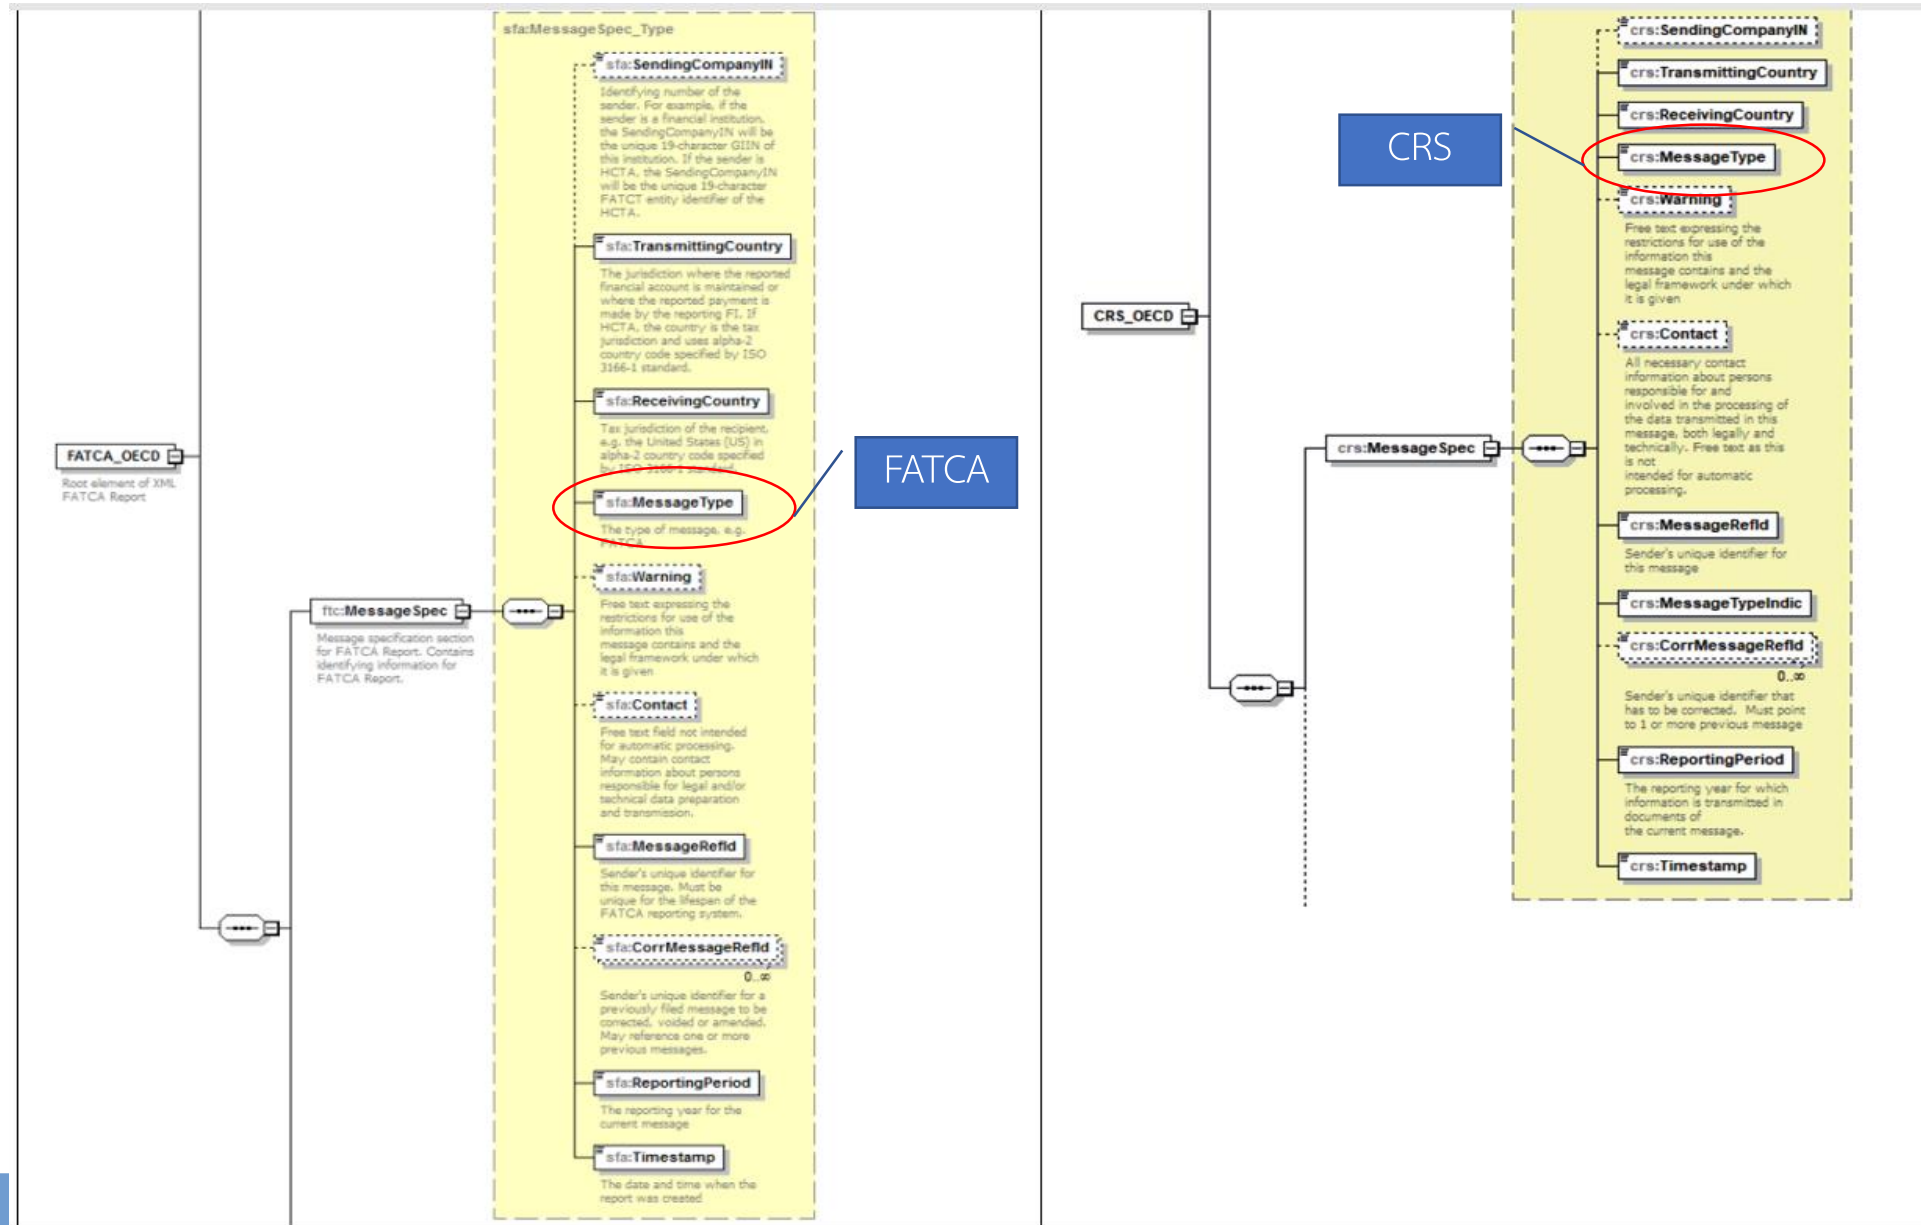 sfa:MessageSpec_Type
sfa:SendingCompanyIN
Identifying number of the
sender. For example, if the
sender is a financial institution,
the SendingCompanyIN will be
the unique 19-character GIIN of
this institution. If the sender is
HCTA, the SendingCompanyIN
will be the unique 19-character
FATCT entity identifier of the
HCTA.
sfa:TransmittingCountry
The jurisdiction where the reported
financial account is maintained or
where the reported payment is
made by the reporting FI. If
HCTA, the country is the tax
jurisdiction and uses alpha-2
country code specified by ISO
3166-1 standard.
sfa:ReceivingCountry
Tax jurisdiction of the recipient,
e.g. the United States (US) in
alpha-2 country code specified
by ISO 3166-1 standard.
FATCA_OECD
Root element of XML
FATCA Report
FATCA
sfa:MessageType
The type of message, e.g.
FATCA
sfa:Warning
Free text expressing the
restrictions for use of the
information this
message contains and the
legal framework under which
it is given
ftc:MessageSpec
Message specification section
for FATCA Report. Contains
identifying information for
FATCA Report.
sfa:Contact
Free text field not intended
for automatic processing.
May contain contact
information about persons
responsible for legal and/or
technical data preparation
and transmission.
sfa:MessageRefId
Sender's unique identifier for
this message. Must be
unique for the lifespan of the
FATCA reporting system.
sfa:CorrMessageRefId
0..∞
Sender's unique identifier for a
previously filed message to be
corrected, voided or amended.
May reference one or more
previous messages.
sfa:ReportingPeriod
The reporting year for the
current message
sfa:Timestamp
The date and time when the
report was created
crs:SendingCompanyIN
crs:TransmittingCountry
crs:ReceivingCountry
CRS
crs:MessageType
crs:Warning
Free text expressing the
restrictions for use of the
information this
message contains and the
legal framework under which
it is given
CRS_OECD
crs:Contact
All necessary contact
information about persons
responsible for and
involved in the processing of
the data transmitted in this
message, both legally and
technically. Free text as this
is not
intended for automatic
processing.
crs:MessageSpec
crs:MessageRefId
Sender's unique identifier for
this message
crs:MessageTypeIndic
crs:CorrMessageRefId
0..∞
Sender's unique identifier that
has to be corrected. Must point
to 1 or more previous message
crs:ReportingPeriod
The reporting year for which
information is transmitted in
documents of
the current message.
crs:Timestamp